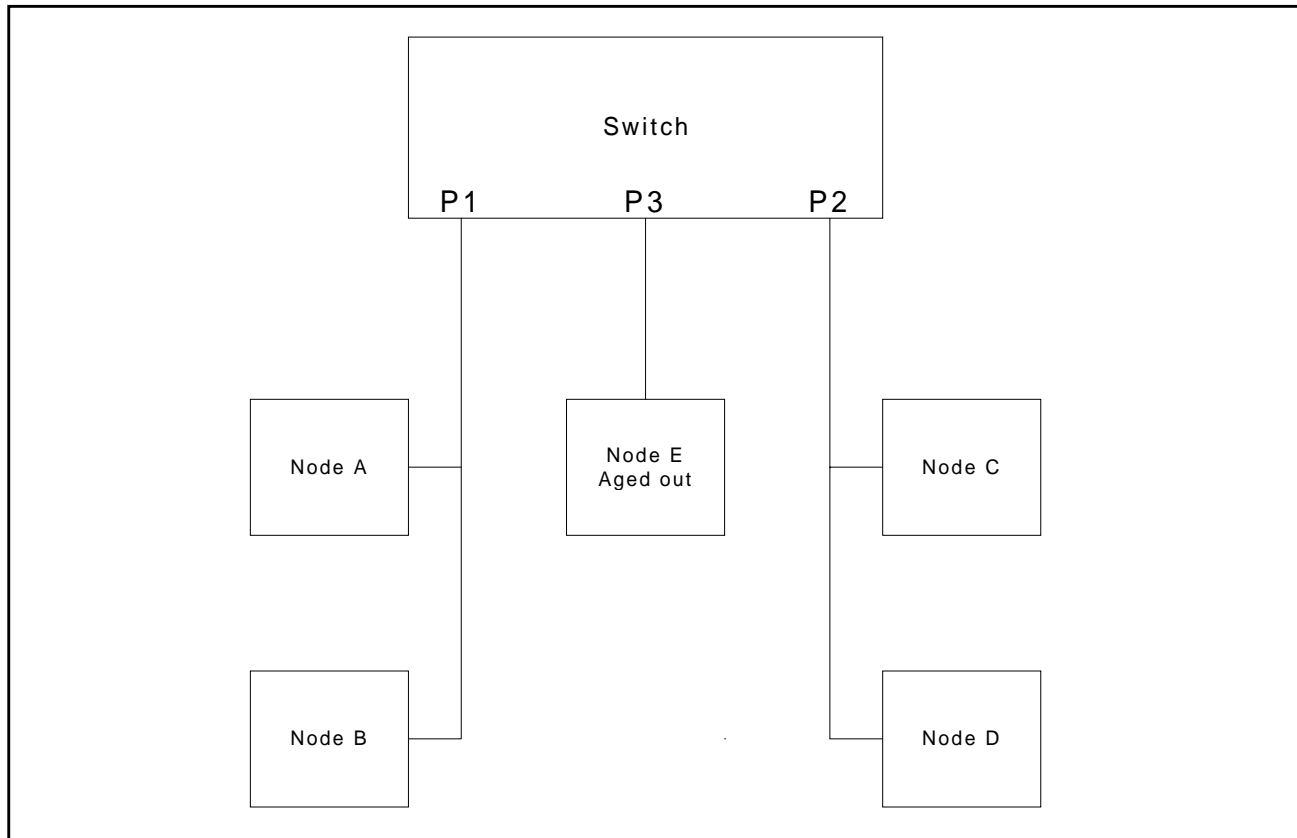 Switch
P1
P3
P2
Node A
Node E
Aged out
Node C
Node B
Node D